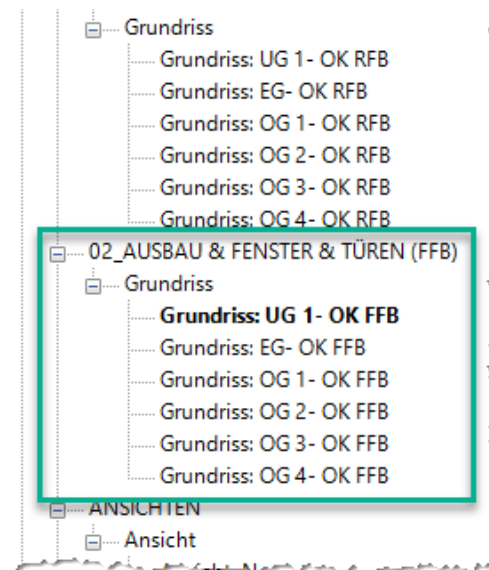 Grundriss
Grundriss: UG 1- OK RFB
Grundriss: EG- OK RFB
Grundriss: OG 1- OK RFB
Grundriss: OG 2- OK RFB
Grundriss: OG 3- OK RFB
Grundriss: OG 4- OK RFB
02_AUSBAU & FENSTER & TÜREN (FFB)
Grundriss
Grundriss: UG 1- OK FFB
Grundriss: EG- OK FFB
Grundriss: OG 1- OK FFB
Grundriss: OG 2- OK FFB
Grundriss: OG 3- OK FFB
Grundriss: OG 4- OK FFB
ANSICHTEN
Ansicht